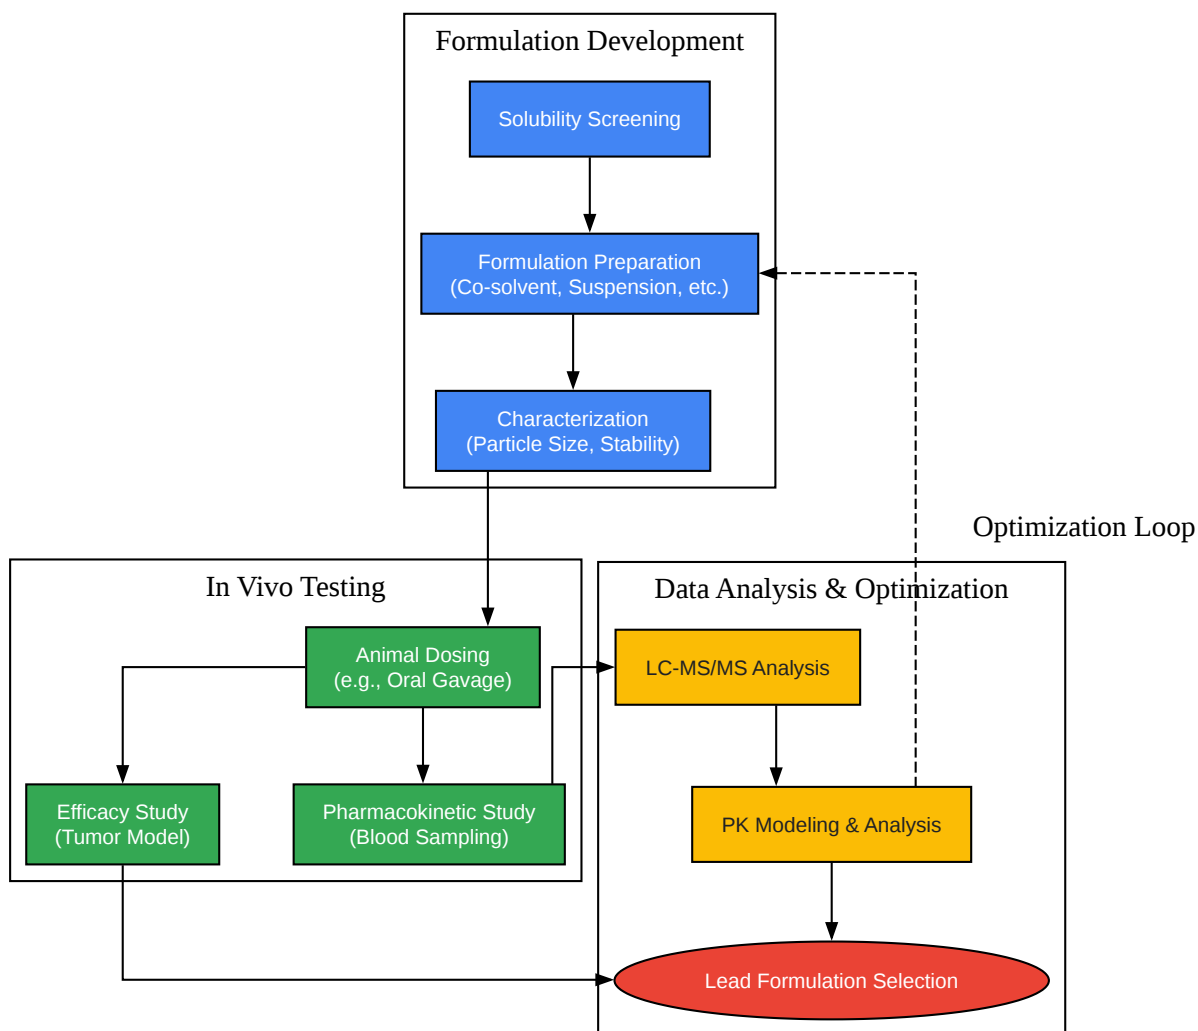 Formulation Development
Solubility Screening
Formulation Preparation
(Co-solvent, Suspension, etc.)
Characterization
(Particle Size, Stability)
Optimization Loop
In Vivo Testing
Animal Dosing
(e.g., Oral Gavage)
Efficacy Study
(Tumor Model)
Pharmacokinetic Study
(Blood Sampling)
Data Analysis & Optimization
LC-MS/MS Analysis
PK Modeling & Analysis
Lead Formulation Selection